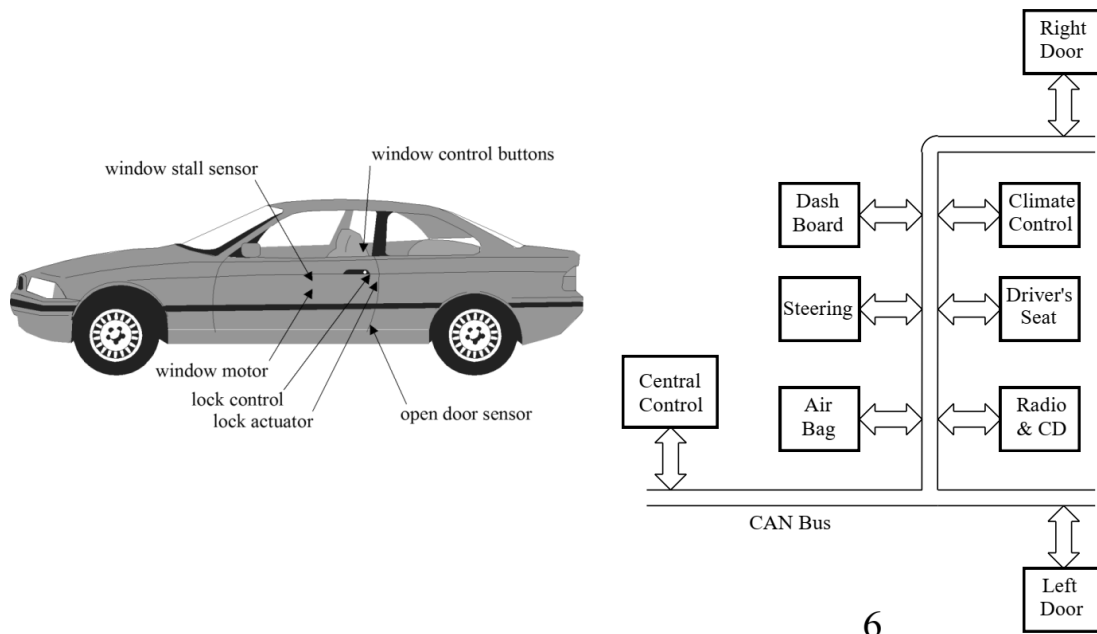 window stall sensor
window control buttons
window motor
lock control
lock actuator
open door sensor
Right
Door
Dash
Board
Climate
Control
Steering
Driver's
Seat
Central
Control
Air
Bag
Radio
& CD
CAN Bus
Left
Door
6